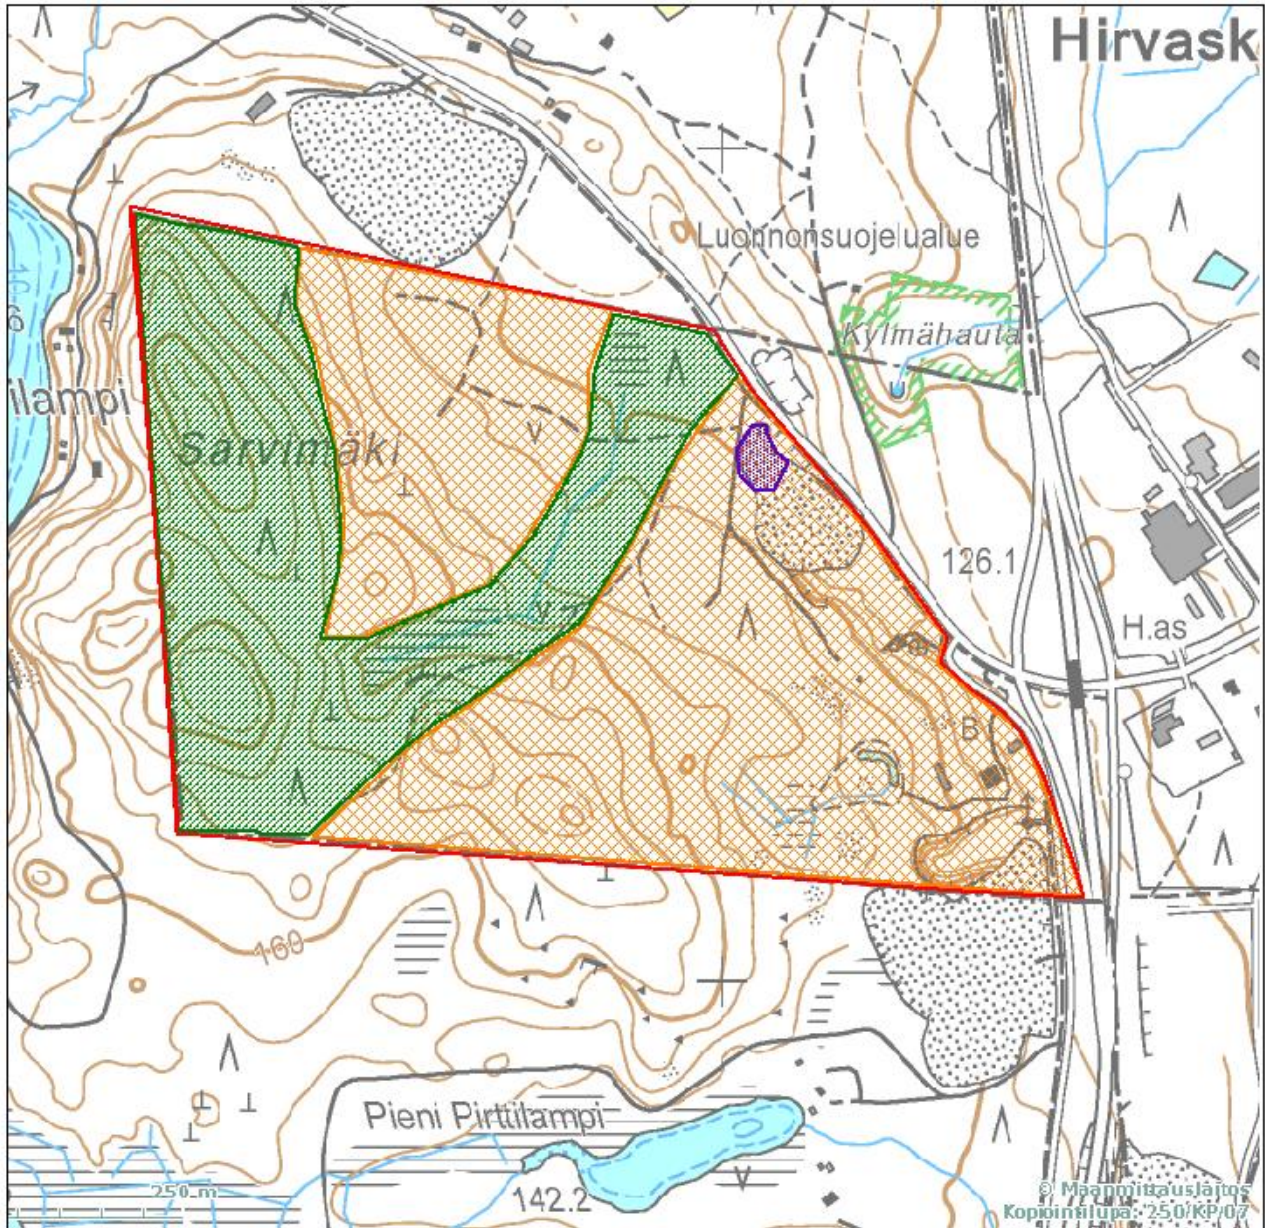 Hirvask
Luonnonsuojelualue
Kylmähauta
ilampi
Sarvimäki
126.1
H.as
B
160
Pieni Pirttilampi
142.2
250 m
© Maanmittauslaitos
Kopiointilupa: 250/KP/07